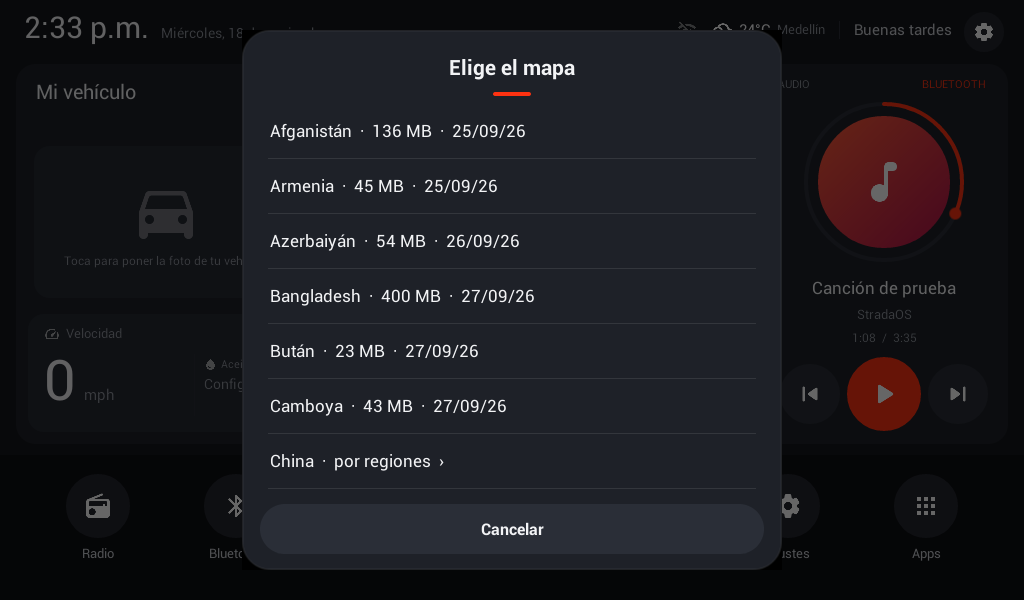 2:33 p.m.
Miércoles, 18
24°C
Medellín
Buenas tardes
Elige el mapa
Mi vehículo
AUDIO
BLUETOOTH
Afganistán · 136 MB · 25/09/26
Armenia · 45 MB · 25/09/26
Azerbaiyán · 54 MB · 26/09/26
Toca para poner la foto de tu veh
Bangladesh · 400 MB · 27/09/26
Canción de prueba
StradaOS
1:08 / 3:35
Velocidad
Bután · 23 MB · 27/09/26
0 mph
Acei
Config
Camboya · 43 MB · 27/09/26
China · por regiones ›
Cancelar
Radio
Bluet
ustes
Apps